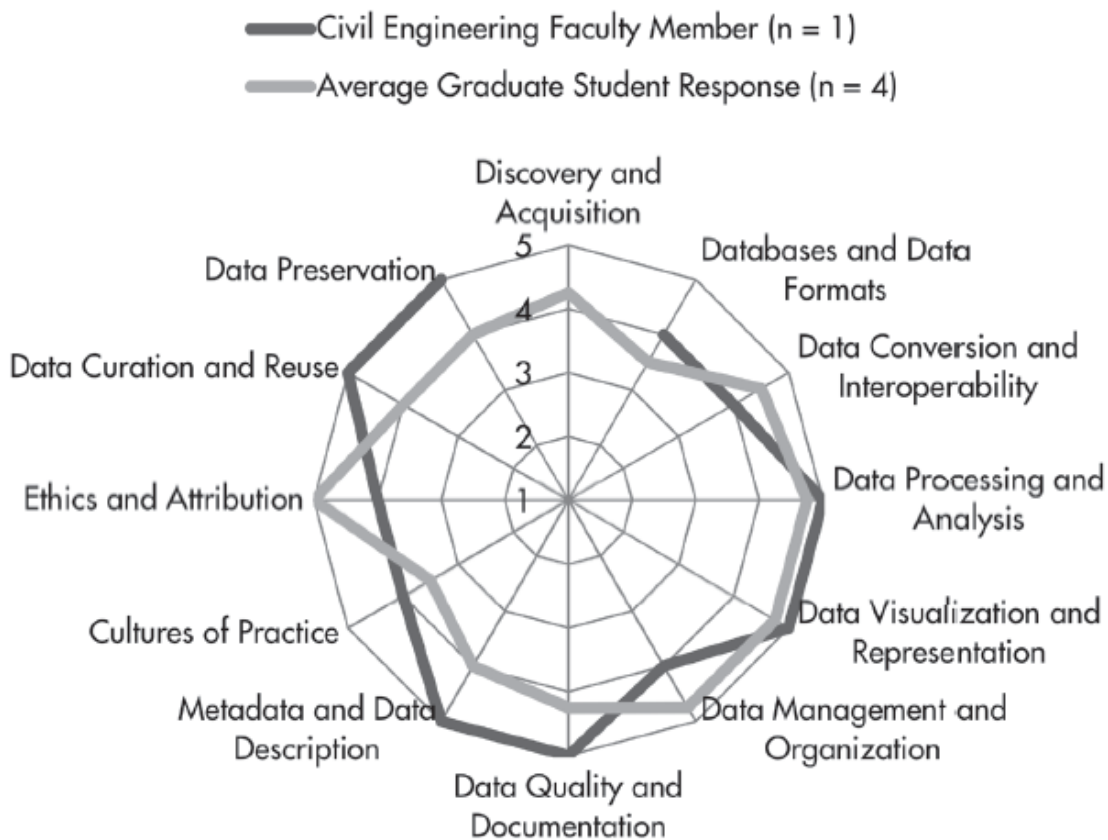 Civil Engineering Faculty Member (n = 1)
Average Graduate Student Response (n = 4)
Discovery and
Acquisition
Databases and Data
Formats
Data Conversion and
Interoperability
Data Processing and
Analysis
Data Visualization and
Representation
Data Management and
Organization
Data Quality and
Documentation
Metadata and Data
Description
Cultures of Practice
Ethics and Attribution
Data Curation and Reuse
Data Preservation
5
4
3
2
1